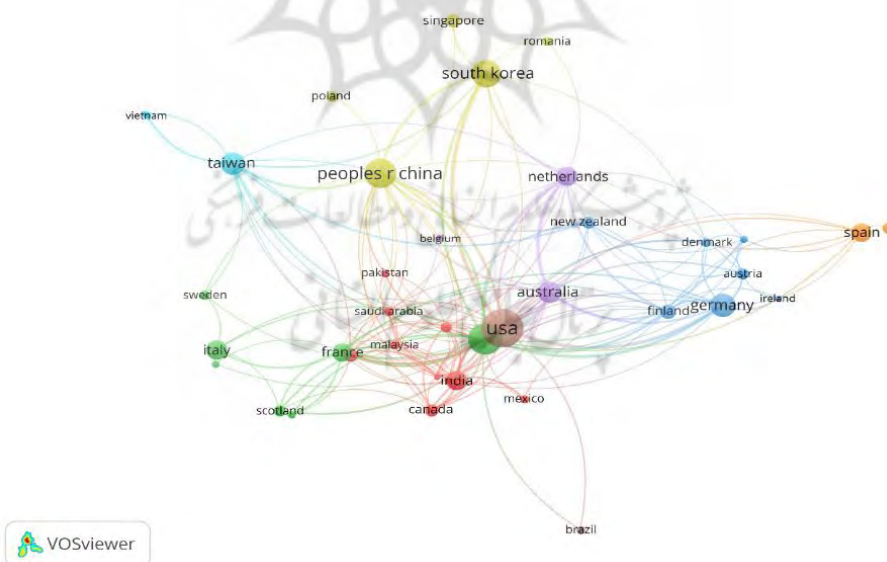 singapore
romania
south korea
poland
vietnam
taiwan
peoples r china
netherlands
new zealand
belgium
denmark
spain
pakistan
austria
sweden
australia
ireland
saudi arabia
finland
germany
usa
italy
france
malaysia
india
scotland
canada
mexico
brazil
VOSviewer